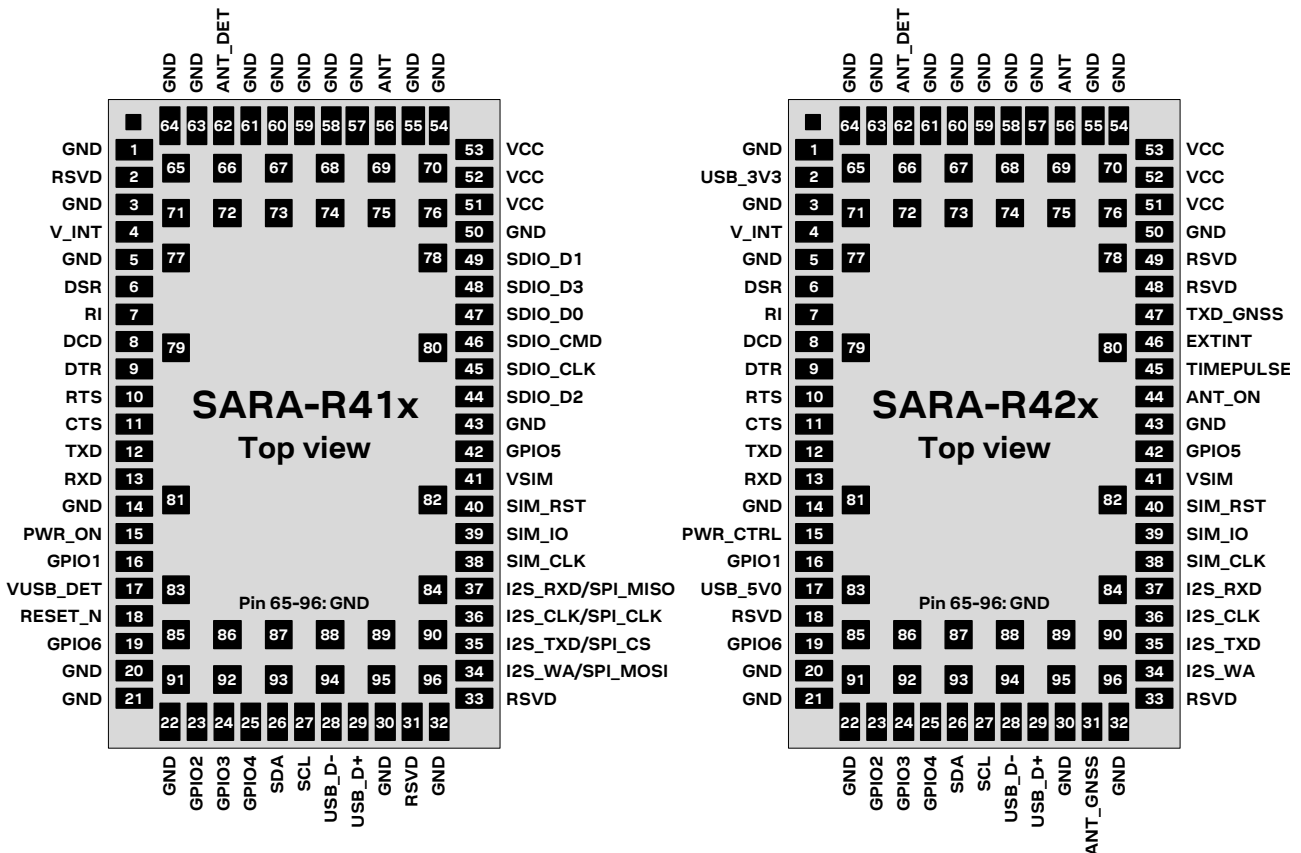 GND GND ANT_DET GND GND GND GND GND ANT GND GND
64 63 62 61 60 59 58 57 56 55 54
GND 1 53 VCC
65 66 67 68 69 70
RSVD 2 52 VCC
GND 3 51 VCC
71 72 73 74 75 76
V_INT 4 50 GND
GND 5 77 78 49 SDIO_D1
DSR 6 48 SDIO_D3
RI 7 47 SDIO_D0
DCD 8 79 80 46 SDIO_CMD
DTR 9 45 SDIO_CLK
RTS 10 SARA-R41x 44 SDIO_D2
CTS 11 43 GND
TXD 12 Top view 42 GPIO5
RXD 13 41 VSIM
GND 14 81 82 40 SIM_RST
PWR_ON 15 39 SIM_IO
GPIO1 16 38 SIM_CLK
VUSB_DET 17 83 84 37 I2S_RXD/SPI_MISO
RESET_N 18 Pin 65-96: GND 36 I2S_CLK/SPI_CLK
GPIO6 19 85 86 87 88 89 90 35 I2S_TXD/SPI_CS
GND 20 91 92 93 94 95 96 34 I2S_WA/SPI_MOSI
GND 21 33 RSVD
22 23 24 25 26 27 28 29 30 31 32
GND GPIO2 GPIO3 GPIO4 SDA SCL USB_D- USB_D+ GND RSVD GND
GND GND ANT_DET GND GND GND GND GND ANT GNSS GND
64 63 62 61 60 59 58 57 56 55 54
GND 1 53 VCC
65 66 67 68 69 70
USB_3V3 2 52 VCC
GND 3 51 VCC
71 72 73 74 75 76
V_INT 4 50 GND
GND 5 77 78 49 RSVD
DSR 6 48 RSVD
RI 7 47 TXD_GNSS
DCD 8 79 80 46 EXTINT
DTR 9 45 TIMEPULSE
RTS 10 SARA-R42x 44 ANT_ON
CTS 11 43 GND
TXD 12 Top view 42 GPIO5
RXD 13 41 VSIM
GND 14 81 82 40 SIM_RST
PWR_CTRL 15 39 SIM_IO
GPIO1 16 38 SIM_CLK
USB_5V0 17 83 84 37 I2S_RXD
RSVD 18 Pin 65-96: GND 36 I2S_CLK
GPIO6 19 85 86 87 88 89 90 35 I2S_TXD
GND 20 91 92 93 94 95 96 34 I2S_WA
GND 21 33 RSVD
22 23 24 25 26 27 28 29 30 31 32
GND GPIO2 GPIO3 GPIO4 SDA SCL USB_D- USB_D+ GND ANT_GNSS GND